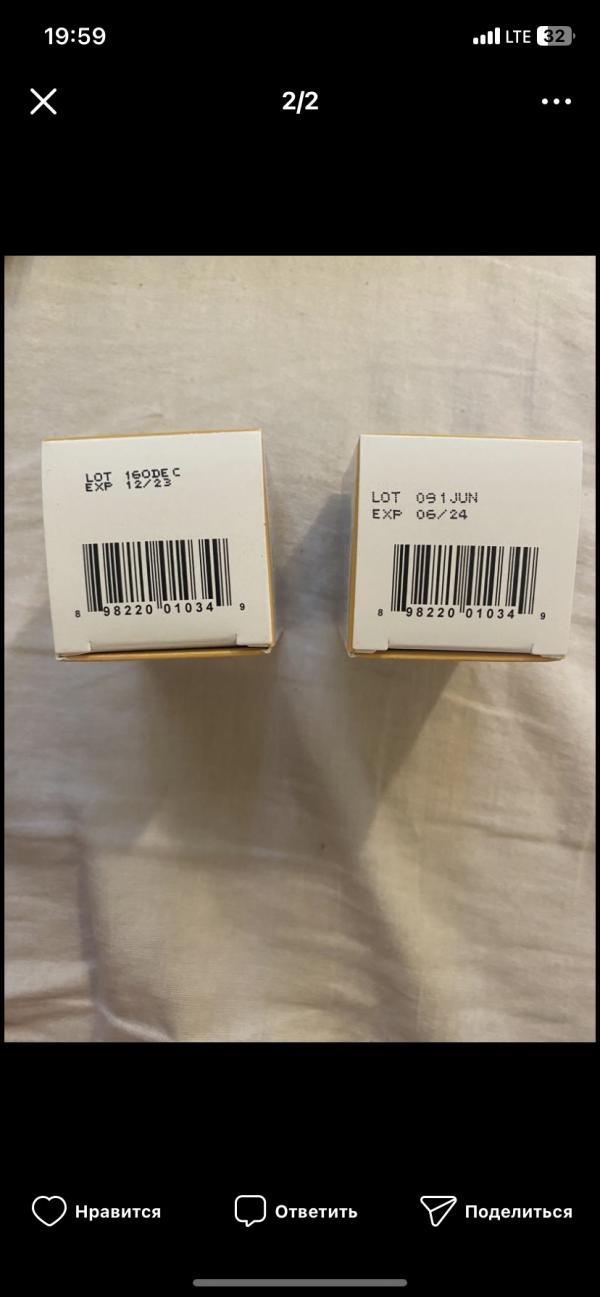 19:59
LTE 32
2/2
LOT 160DEC
EXP 12/23
8 98220 01034 9
LOT 091JUN
EXP 06/24
8 98220 01034 9
Нравится
Ответить
Поделиться